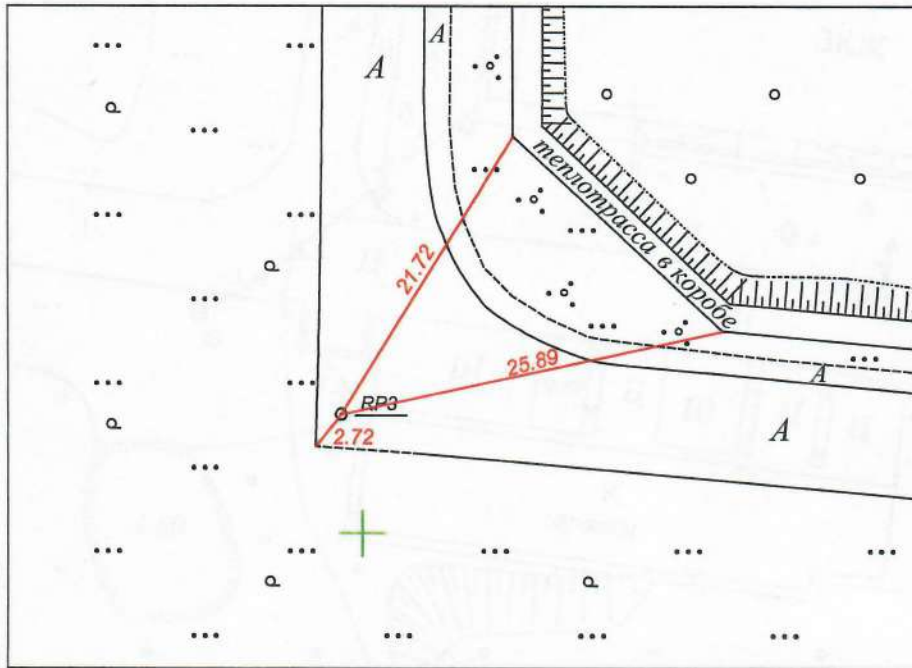 А
А
теплотрасса в коробе
21.72
25.89
А
RP3
2.72
А
р
р
р
р
р